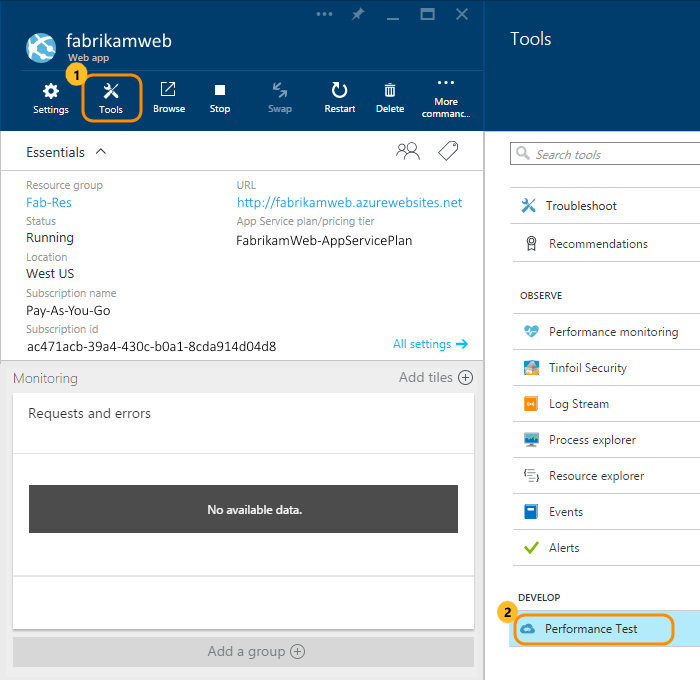 fabrikamweb
Web app
1
Settings
Tools
Browse
Stop
Swap
Restart
Delete
More
commanc...
Essentials
Resource group
Fab-Res
URL
http://fabrikamweb.azurewebsites.net
Status
Running
App Service plan/pricing tier
FabrikamWeb-AppServicePlan
Location
West US
Subscription name
Pay-As-You-Go
Subscription id
ac471acb-39a4-430c-b0a1-8cda914d04d8
All settings
Monitoring
Add tiles
Requests and errors
No available data.
Add a group
Tools
Search tools
Troubleshoot
Recommendations
OBSERVE
Performance monitoring
Tinfoil Security
Log Stream
Process explorer
Resource explorer
Events
Alerts
DEVELOP
2
Performance Test